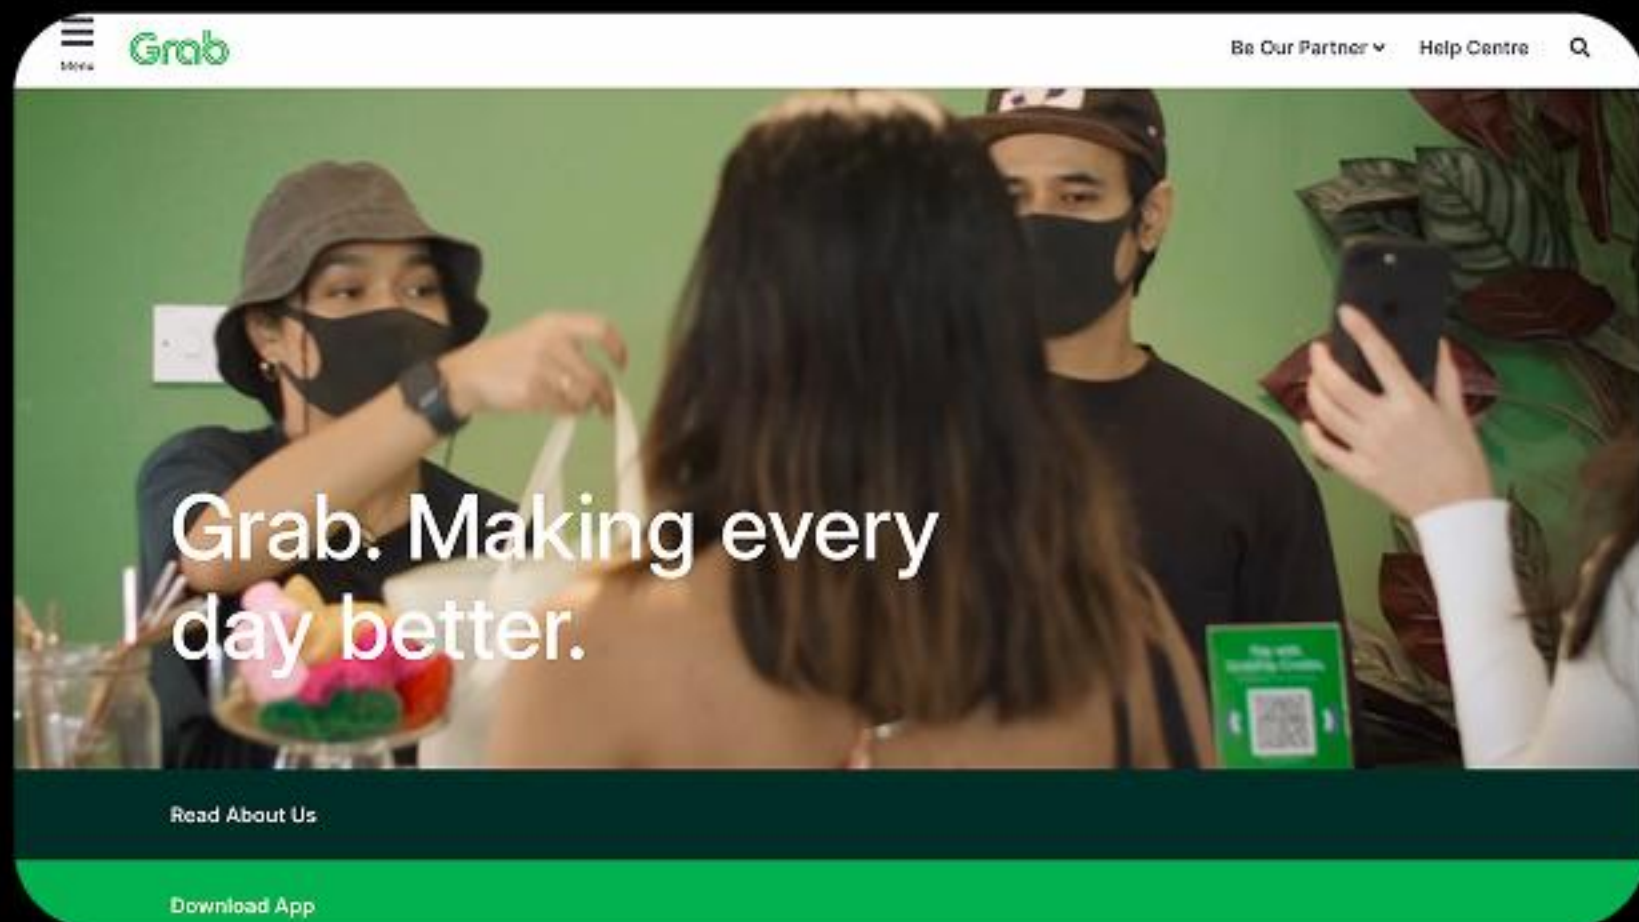 Menu
Grab
Be Our Partner
Help Centre
Grab. Making every
day better.
Read About Us
Download App